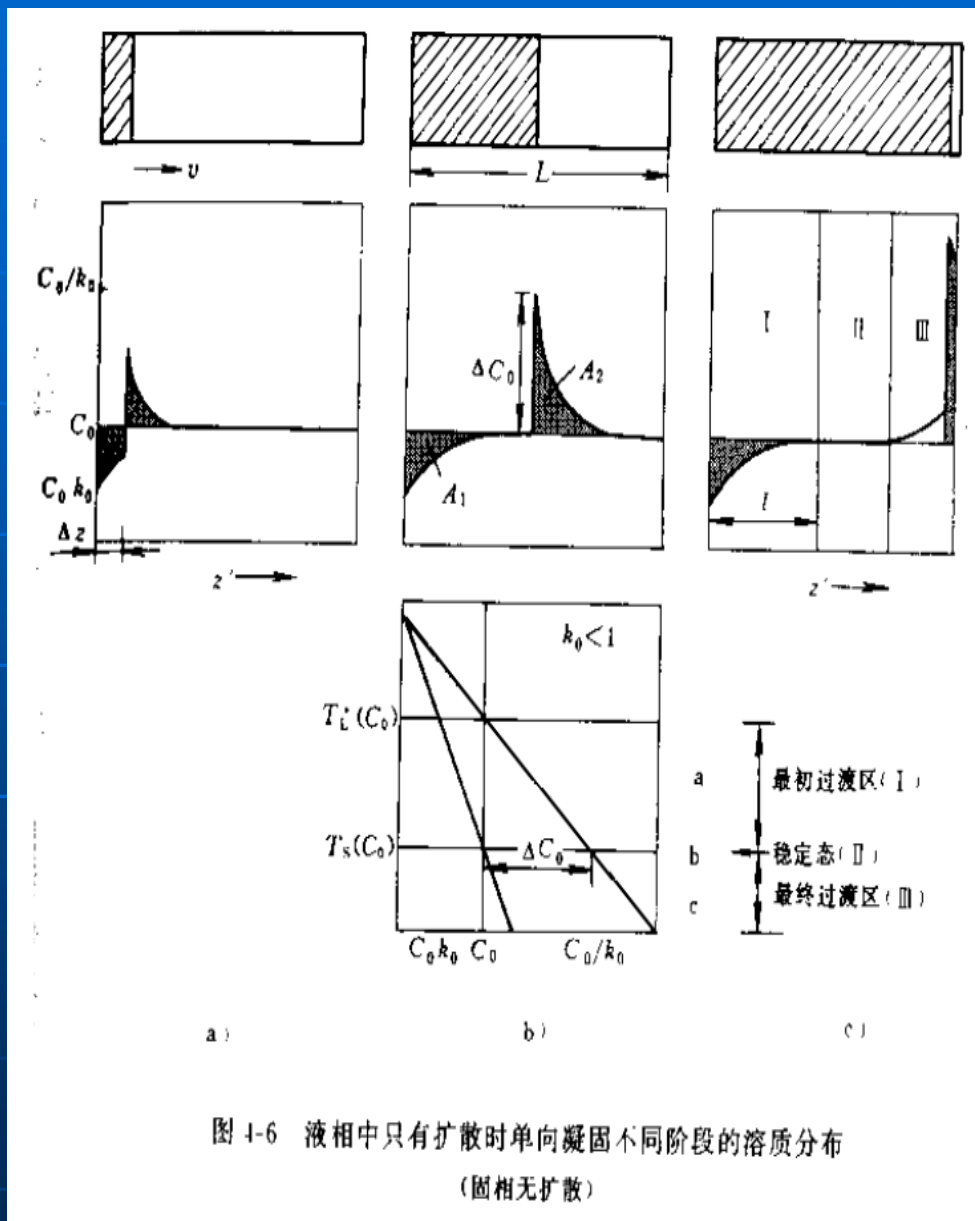 υ
L
C₀/k₀
C₀
C₀ k₀
Δz
z′
ΔC₀
A₂
A₁
Ⅰ
Ⅱ
Ⅲ
l
z′
k₀<1
T_L(C₀)
T_S(C₀)
ΔC₀
C₀k₀ C₀ C₀/k₀
a 最初过渡区(Ⅰ)
b 稳定态(Ⅱ)
c 最终过渡区(Ⅲ)
a) b) c)
图 4-6 液相中只有扩散时单向凝固不同阶段的溶质分布
(固相无扩散)